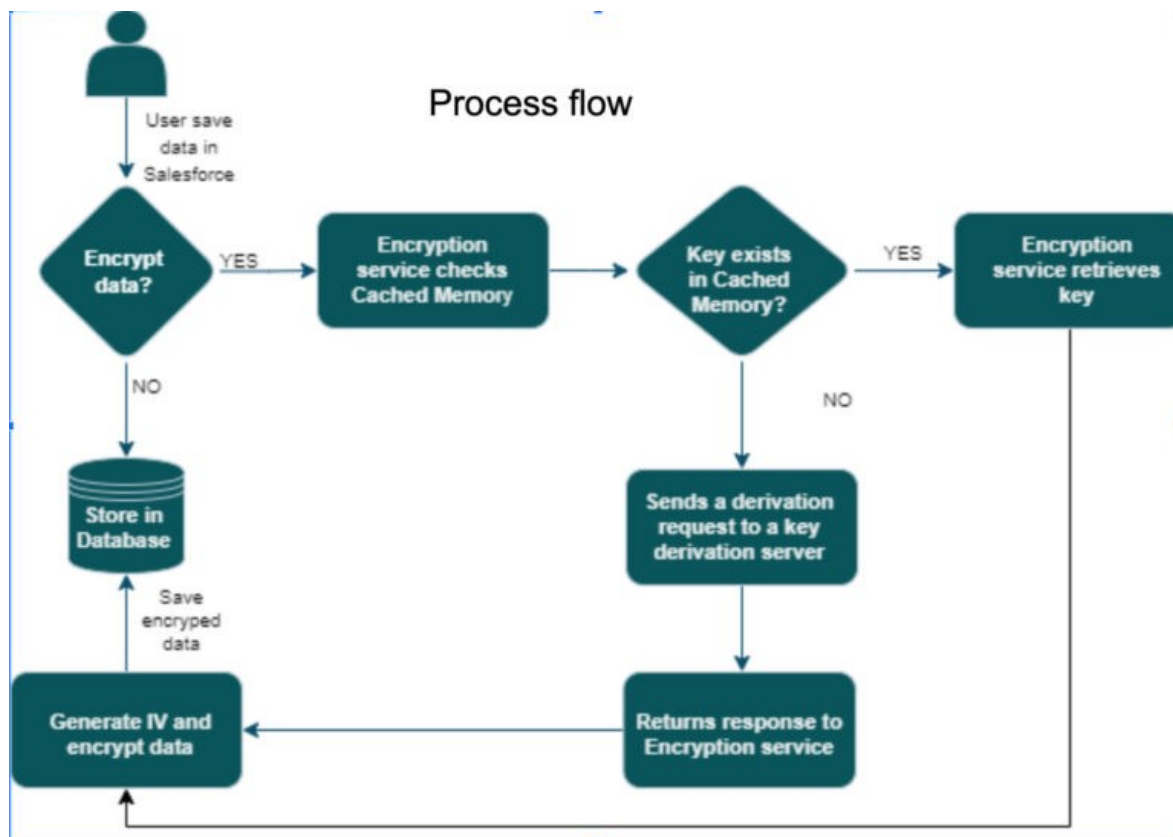 Process flow
User save
data in
Salesforce
Encrypt
data?
YES
Encryption
service checks
Cached Memory
Key exists
in Cached
Memory?
YES
Encryption
service retrieves
key
NO
NO
Store in
Database
Sends a derivation
request to a key
derivation server
Save
encryped
data
Generate IV and
encrypt data
Returns response to
Encryption service